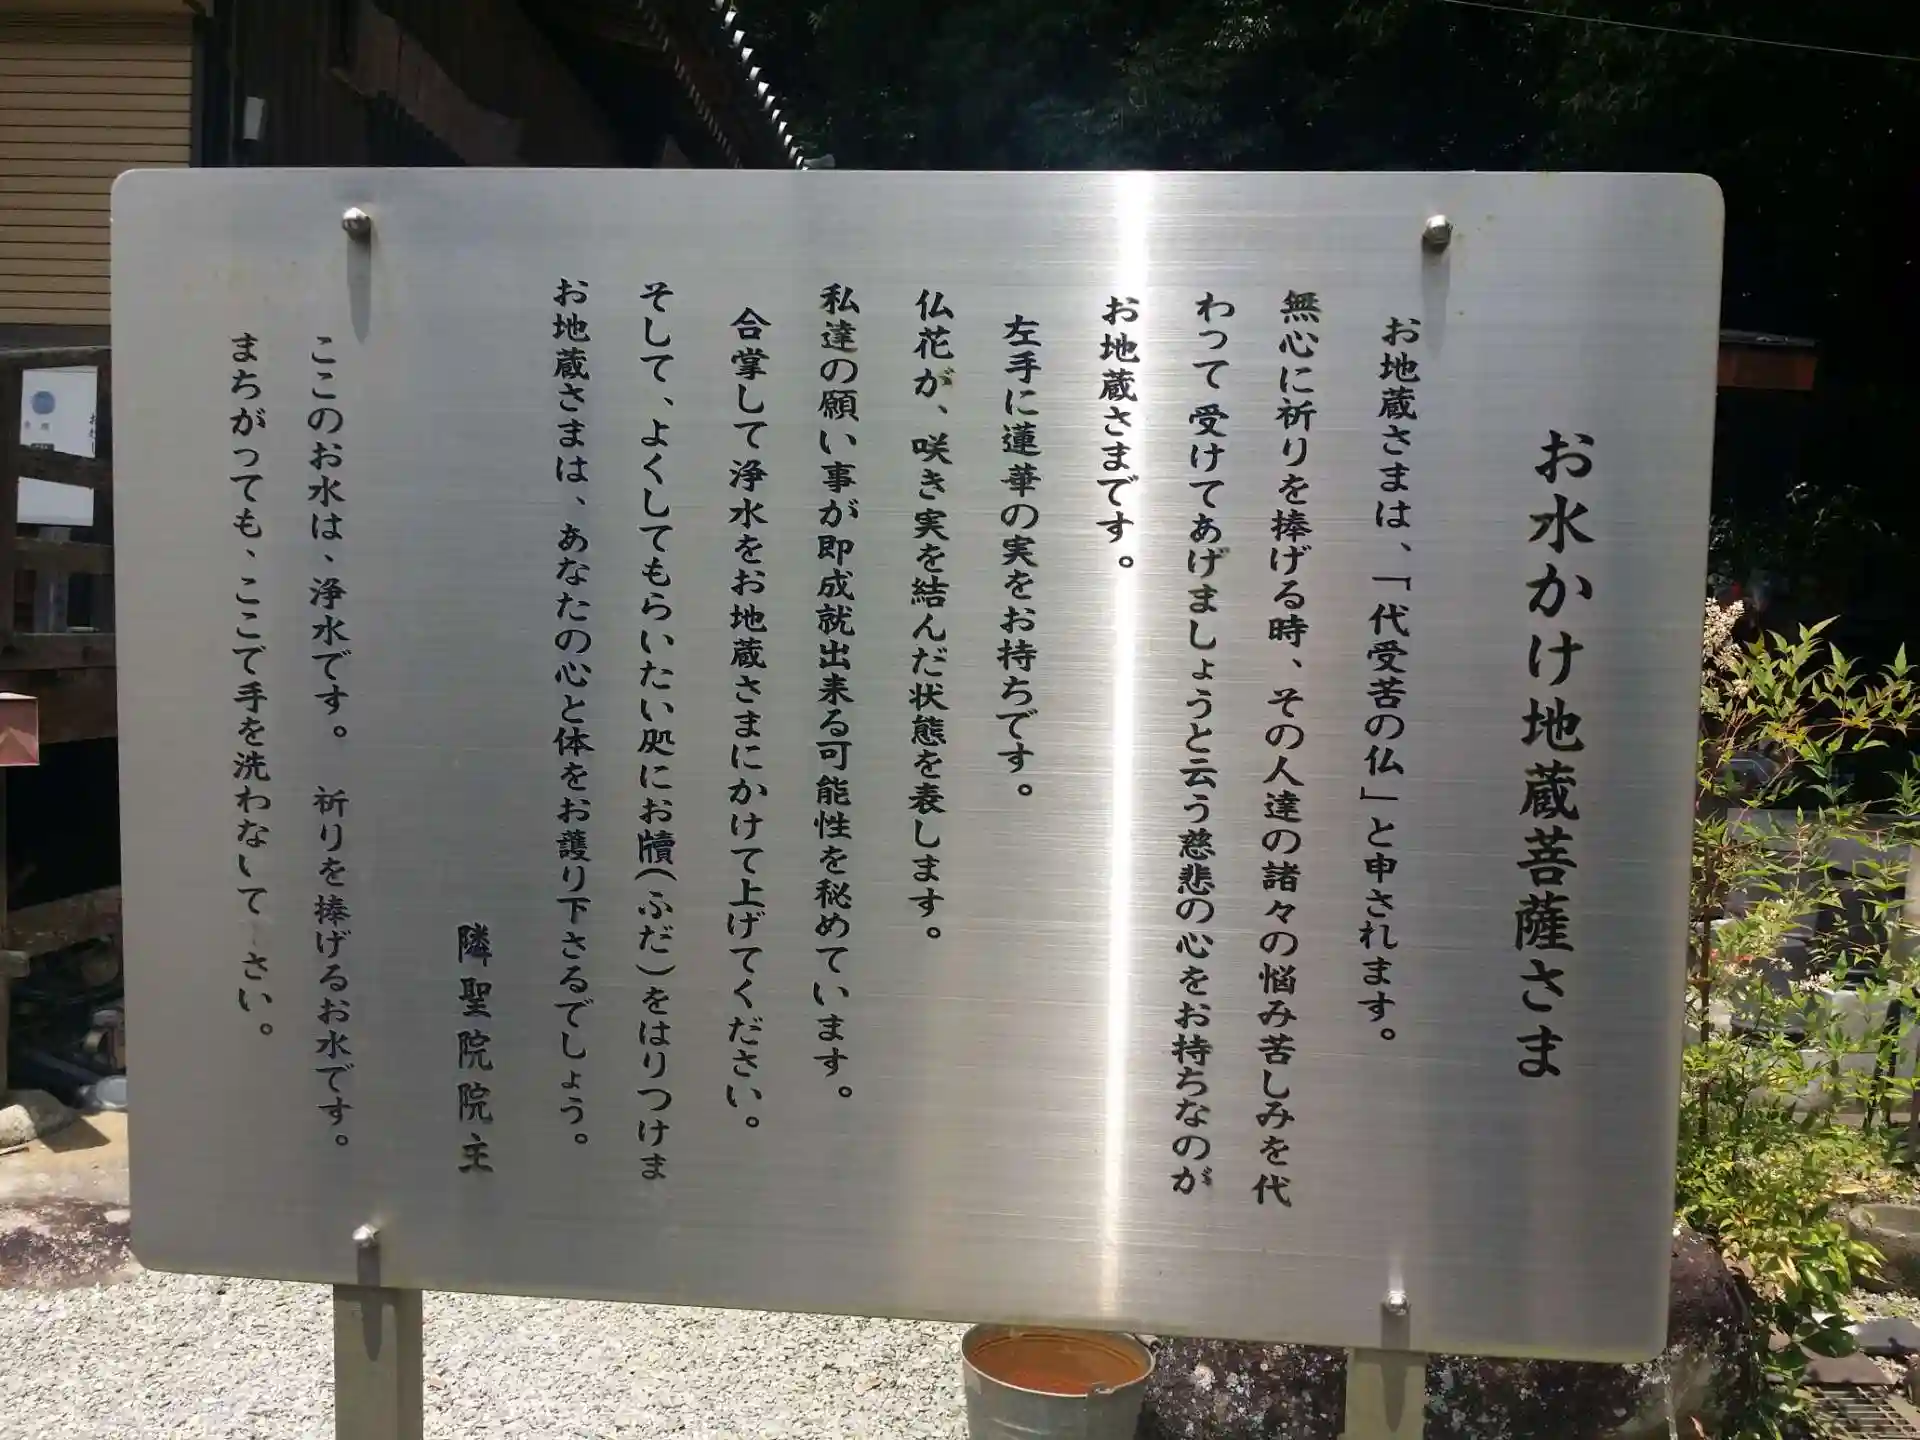 お水かけ地蔵菩薩さま
お地蔵さまは、「代受苦の仏」と申されます。
無心に祈りを捧げる時、その人達の諸々の悩み苦しみを代
わって受けてあげましょうと云う慈悲の心をお持ちなのが
お地蔵さまです。
左手に蓮華の実をお持ちです。
仏花が、咲き実を結んだ状態を表します。
私達の願い事が即成就出来る可能性を秘めています。
合掌して浄水をお地蔵さまにかけて上げてください。
そして、よくしてもらいたい処にお牘(ふだ)をはりつけま
お地蔵さまは、あなたの心と体をお護り下さるでしょう。
隣聖院院主
ここのお水は、浄水です。 祈りを捧げるお水です。
まちがっても、ここで手を洗わないで さい。